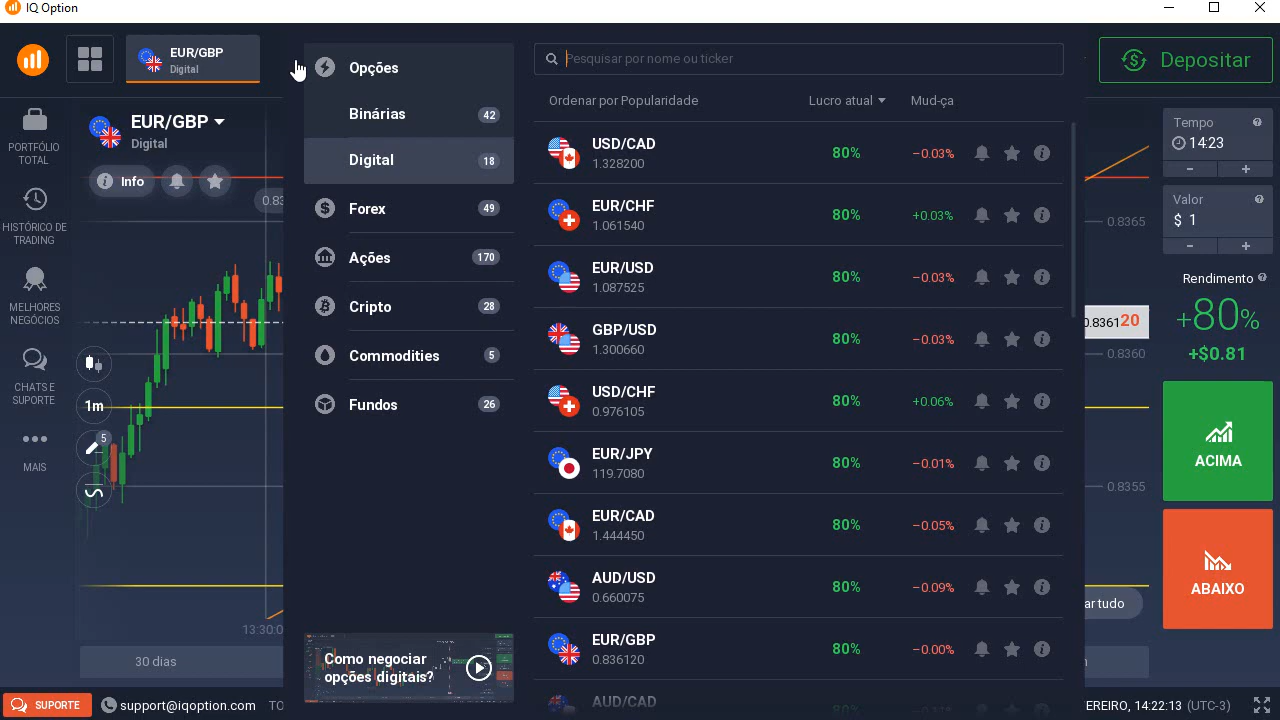 IQ Option
EUR/GBP
Digital
Depositar
PORTFÓLIO
TOTAL
HISTÓRICO DE
TRADING
MELHORES
NEGÓCIOS
CHATS E
SUPORTE
MAIS
EUR/GBP
Digital
Info
0.83
1m
5
13:30:0
30 dias
Opções
Binárias 42
Digital 18
Forex 49
Ações 170
Cripto 28
Commodities 5
Fundos 26
Como negociar
opções digitais?
Pesquisar por nome ou ticker
Ordenar por Popularidade Lucro atual Mud-ça
USD/CAD
1.328200
80% −0.03%
EUR/CHF
1.061540
80% +0.03%
EUR/USD
1.087525
80% −0.03%
GBP/USD
1.300660
80% −0.03%
USD/CHF
0.976105
80% +0.06%
EUR/JPY
119.7080
80% −0.01%
EUR/CAD
1.444450
80% −0.05%
AUD/USD
0.660075
80% −0.09%
EUR/GBP
0.836120
80% −0.00%
AUD/CAD
0.8365
0.836120
0.8360
0.8355
ar tudo
Tempo
14:23
- +
Valor
$ 1
- +
Rendimento
+80%
+$0.81
ACIMA
ABAIXO
SUPORTE
support@iqoption.com
TO
EREIRO, 14:22:13 (UTC-3)